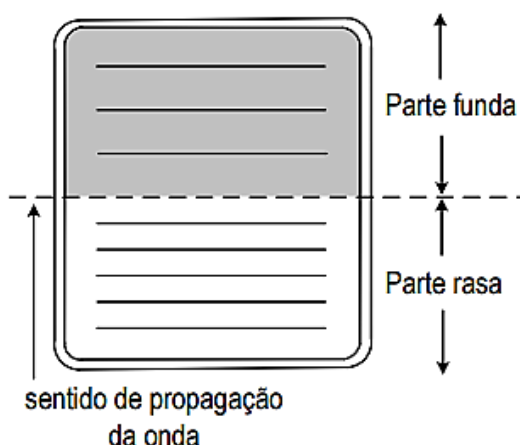 Parte funda
Parte rasa
sentido de propagação
da onda